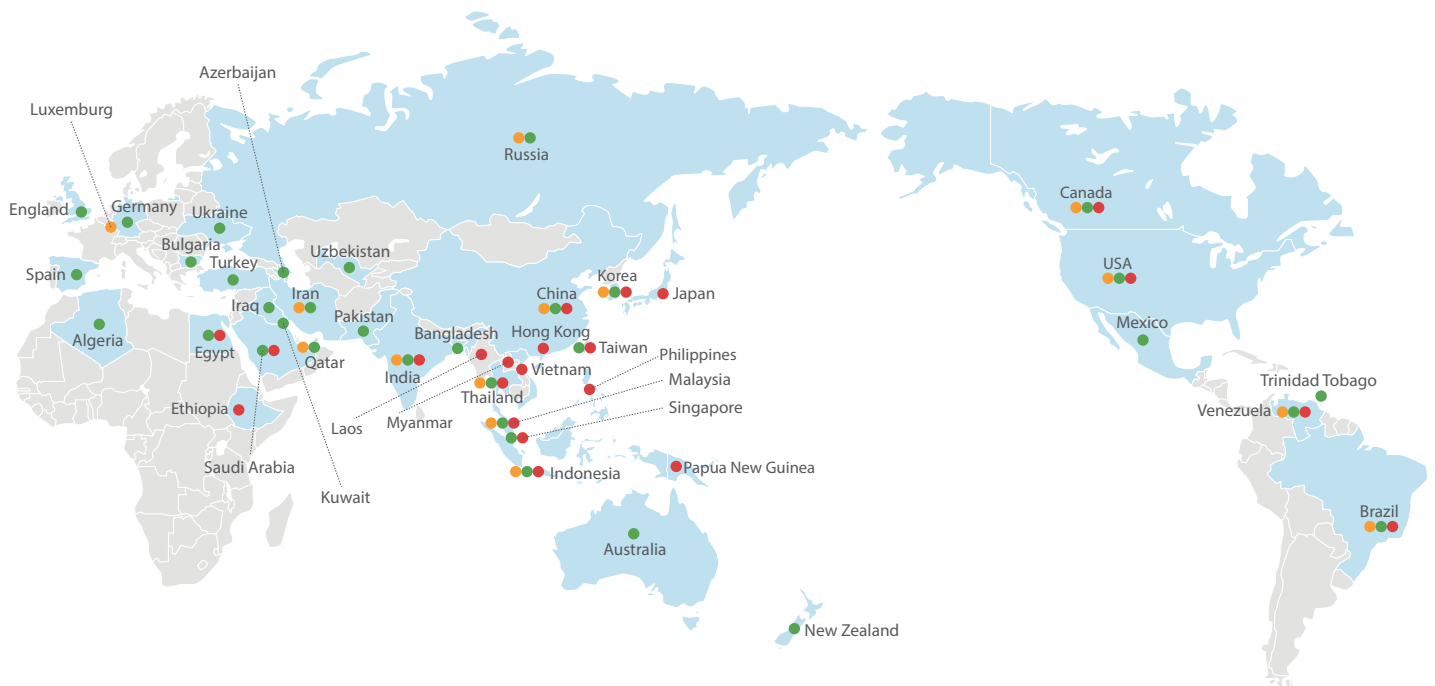 Azerbaijan
Luxemburg
Russia
England
Germany
Ukraine
Canada
Bulgaria
Uzbekistan
Turkey
Spain
USA
Korea
China
Japan
Iran
Iraq
Pakistan
Mexico
Bangladesh
Hong Kong
Algeria
Taiwan
Egypt
Qatar
Philippines
Vietnam
India
Malaysia
Trinidad Tobago
Thailand
Singapore
Ethiopia
Venezuela
Myanmar
Laos
Saudi Arabia
Papua New Guinea
Indonesia
Kuwait
Brazil
Australia
New Zealand